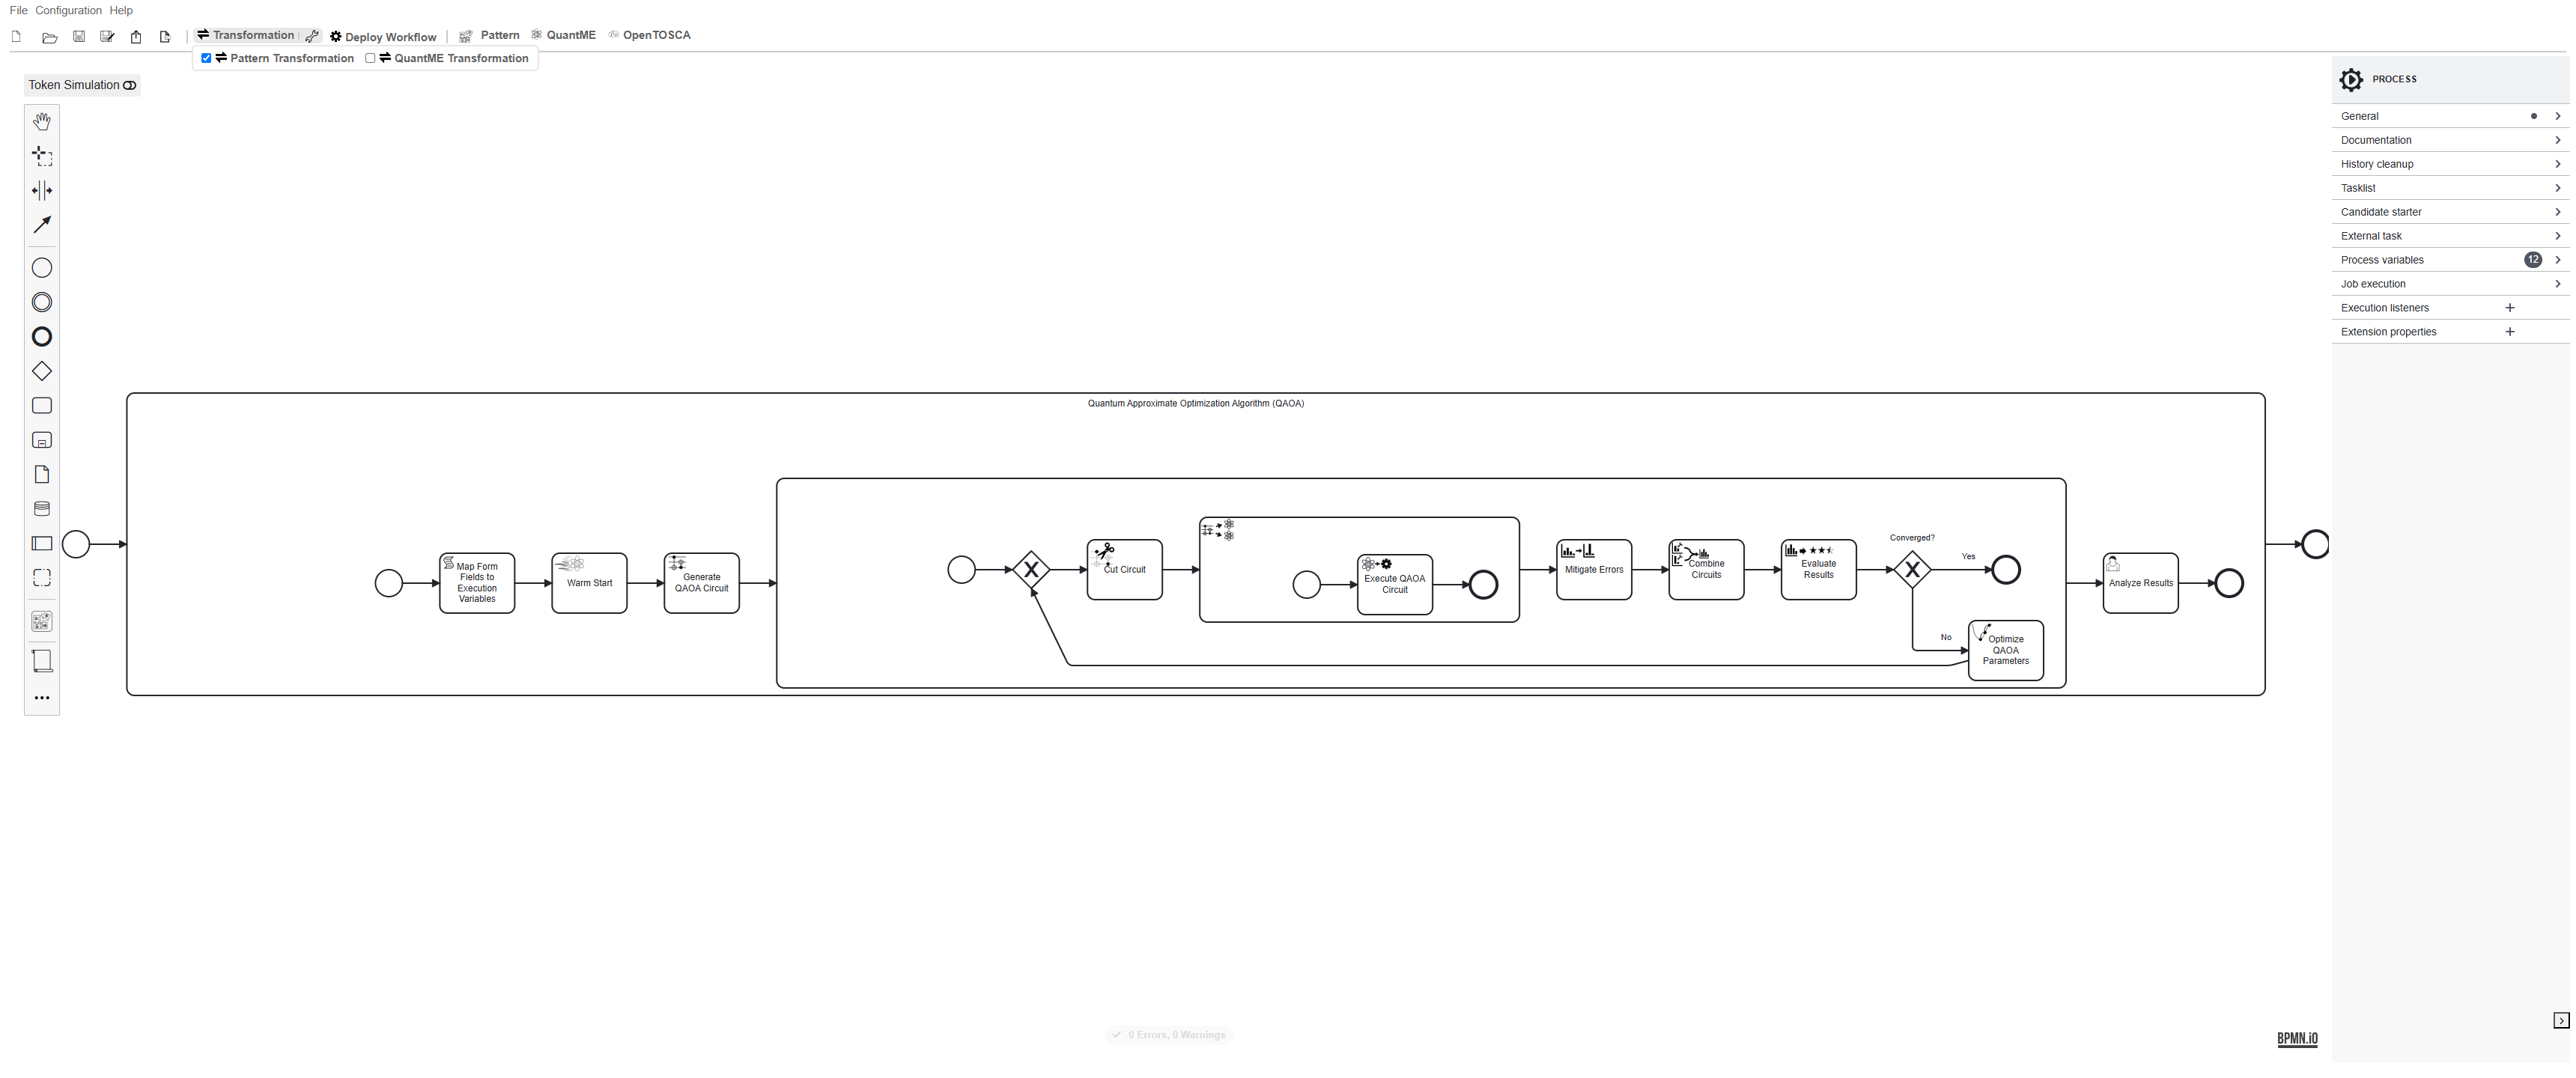 File Configuration Help
Transformation Deploy Workflow Pattern QuantME OpenTOSCA
Pattern Transformation QuantME Transformation
Token Simulation
PROCESS
General
Documentation
History cleanup
Tasklist
Candidate starter
External task
Process variables 12
Job execution
Execution listeners
Extension properties
Quantum Approximate Optimization Algorithm (QAOA)
Map Form
Fields to
Execution
Variables
Warm Start
Generate
QAOA Circuit
Cut Circuit
Execute QAOA
Circuit
Mitigate Errors
Combine
Circuits
Evaluate
Results
Converged?
Yes
No
Optimize
QAOA
Parameters
Analyze Results
0 Errors, 0 Warnings
BPMN.iO